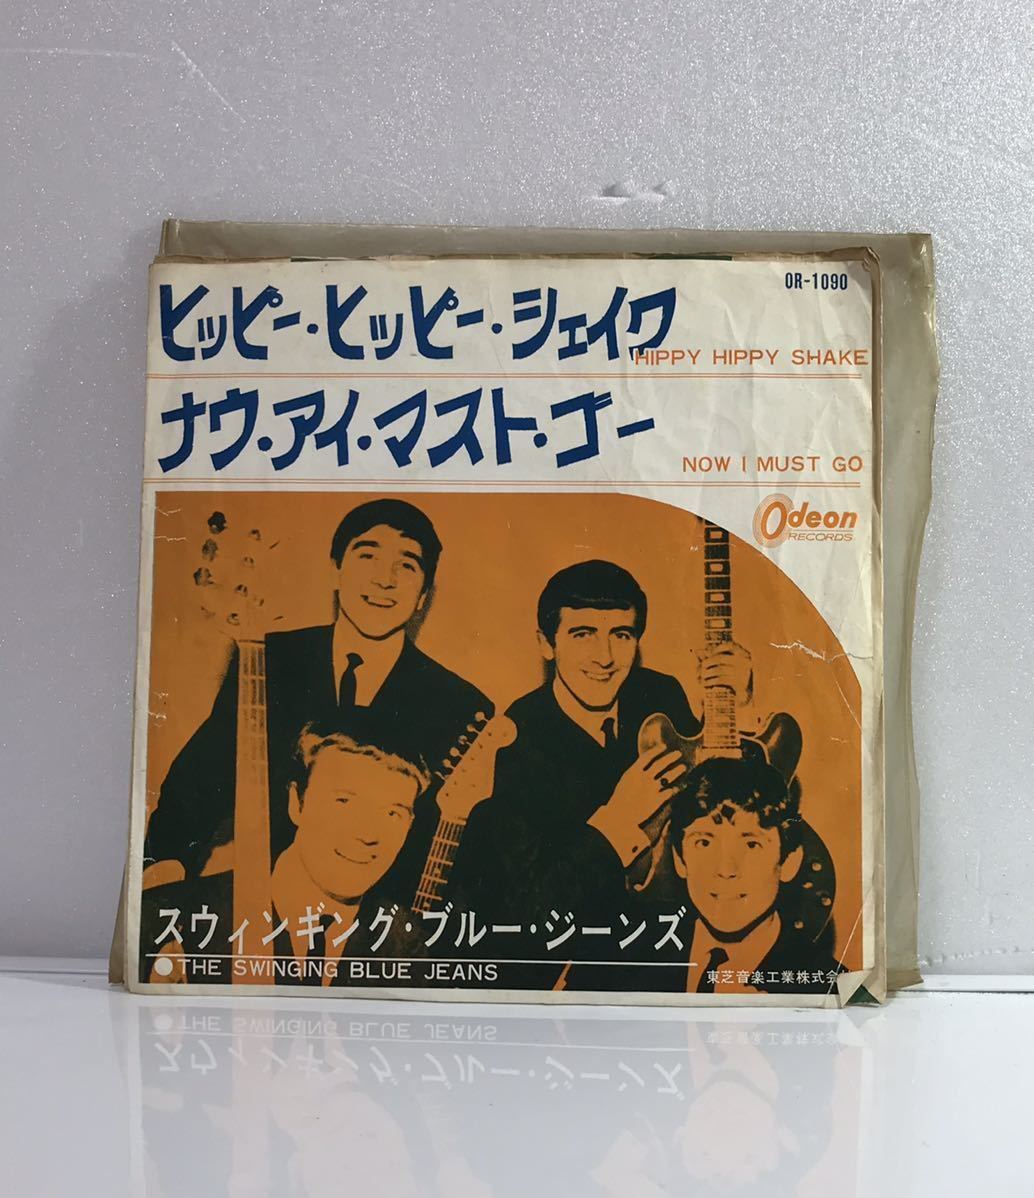 OR-1090
ヒッピー・ヒッピー・シェイク
HIPPY HIPPY SHAKE
ナウ・アイ・マスト・ゴー
NOW I MUST GO
Odeon
RECORDS
スウィンギング・ブルー・ジーンズ
●THE SWINGING BLUE JEANS
東芝音楽工業株式会